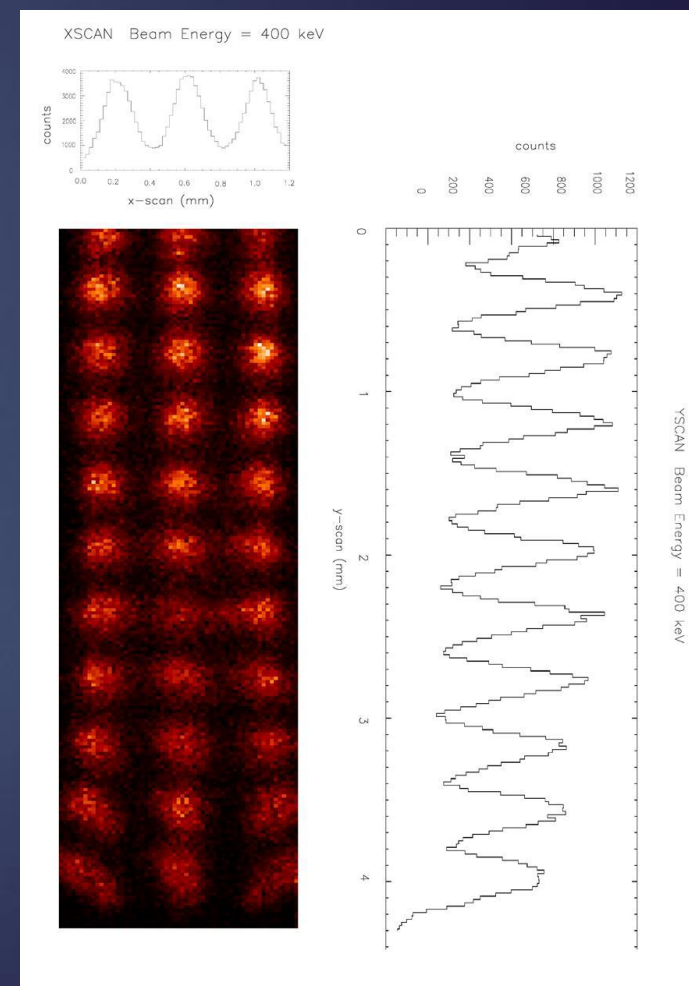 XSCAN Beam Energy = 400 keV
4000
3000
2000
1000
0
counts
0.0 0.2 0.4 0.6 0.8 1.0 1.2
x-scan (mm)
counts
0 200 400 600 800 1000 1200
0
1
2
3
4
y-scan (mm)
YSCAN Beam Energy = 400 keV